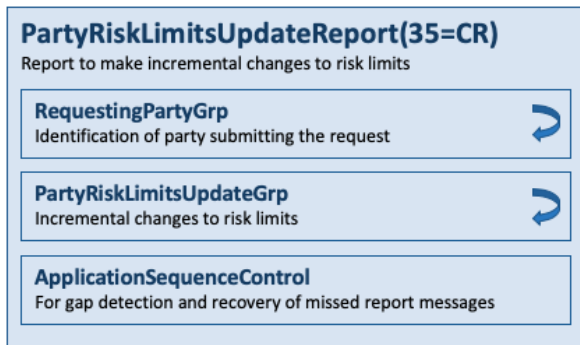 PartyRiskLimitsUpdateReport(35=CR)
Report to make incremental changes to risk limits
RequestingPartyGrp
Identification of party submitting the request
PartyRiskLimitsUpdateGrp
Incremental changes to risk limits
ApplicationSequenceControl
For gap detection and recovery of missed report messages